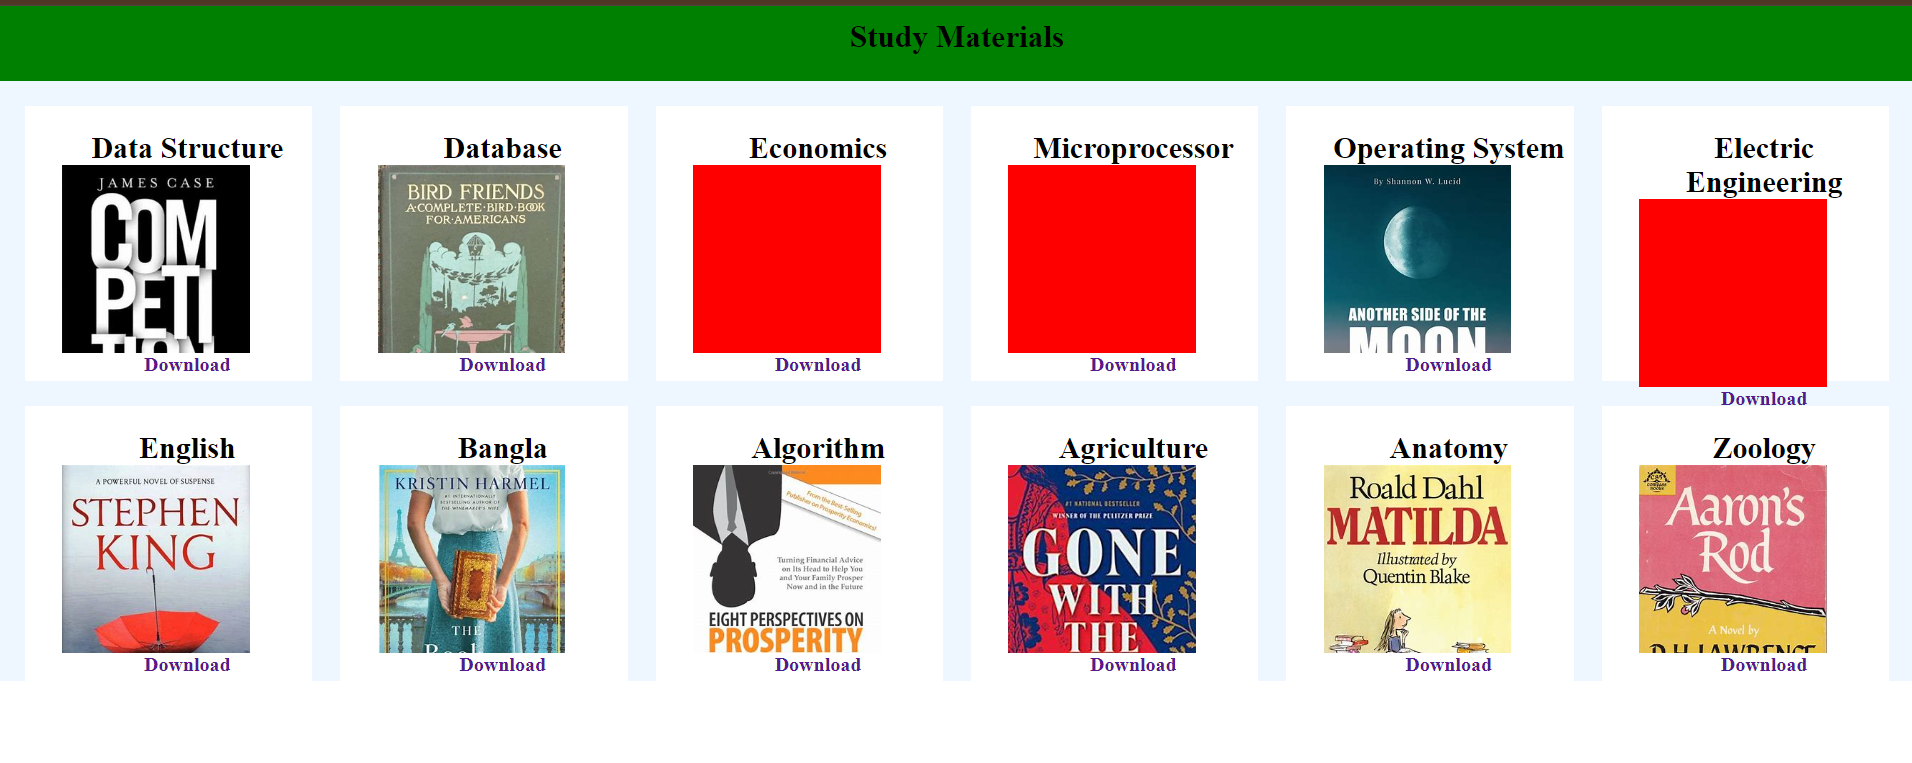 Study Materials
Data Structure
JAMES CASE
COM
PETI
TION
Download
Database
BIRD FRIENDS
A·COMPLETE·BIRD·BOOK
FOR·AMERICANS
Download
Economics
Download
Microprocessor
Download
Operating System
By Shannon W. Lucid
ANOTHER SIDE OF THE
MOON
Download
Electric
Engineering
Download
English
A POWERFUL NOVEL OF SUSPENSE
STEPHEN
KING
Download
Bangla
KRISTIN HARMEL
#1 INTERNATIONALLY
BESTSELLING AUTHOR OF
THE WINEMAKER'S WIFE
THE
Download
Algorithm
From the Best-Selling
Publisher on Prosperity Economics!
Turning Financial Advice
on Its Head to Help You
and Your Family Prosper
Now and in the Future
EIGHT PERSPECTIVES ON
PROSPERITY
Download
Agriculture
#1 NATIONAL BESTSELLER
WINNER OF THE PULITZER PRIZE
GONE
WITH
THE
Download
Anatomy
Roald Dahl
MATILDA
Illustrated by
Quentin Blake
Download
Zoology
Aaron's
Rod
A Novel by
D.H.LAWRENCE
Download